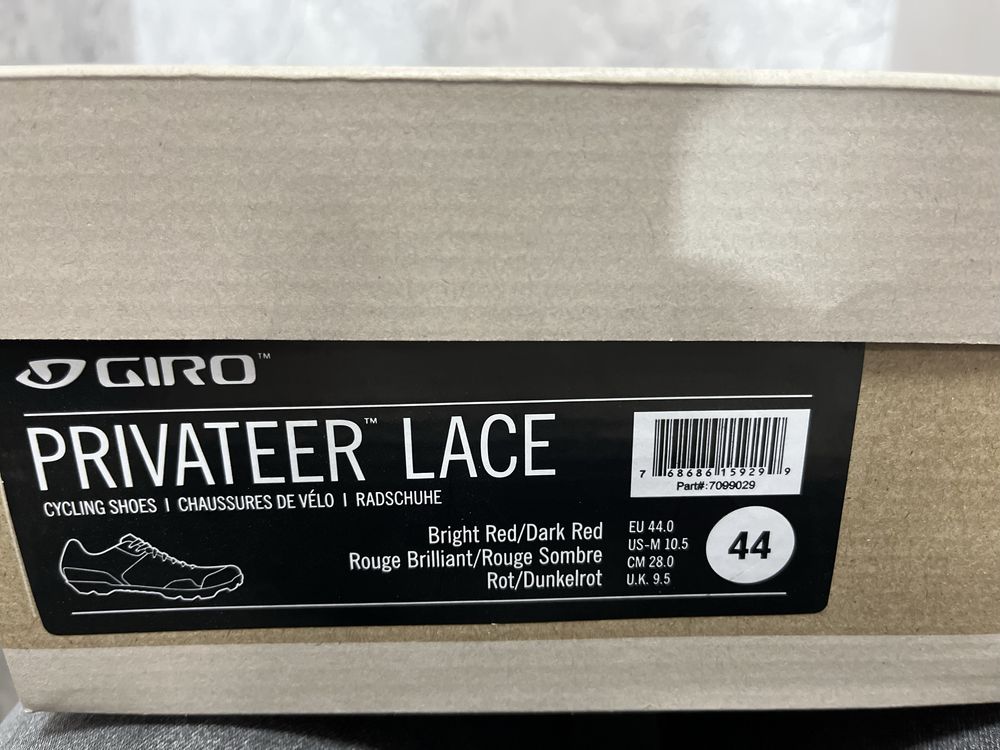 GIRO™
PRIVATEER™ LACE
CYCLING SHOES | CHAUSSURES DE VÉLO | RADSCHUHE
7 68686 15929 9
Part#:7099029
Bright Red/Dark Red
Rouge Brilliant/Rouge Sombre
Rot/Dunkelrot
EU 44.0
US-M 10.5
CM 28.0
U.K. 9.5
44